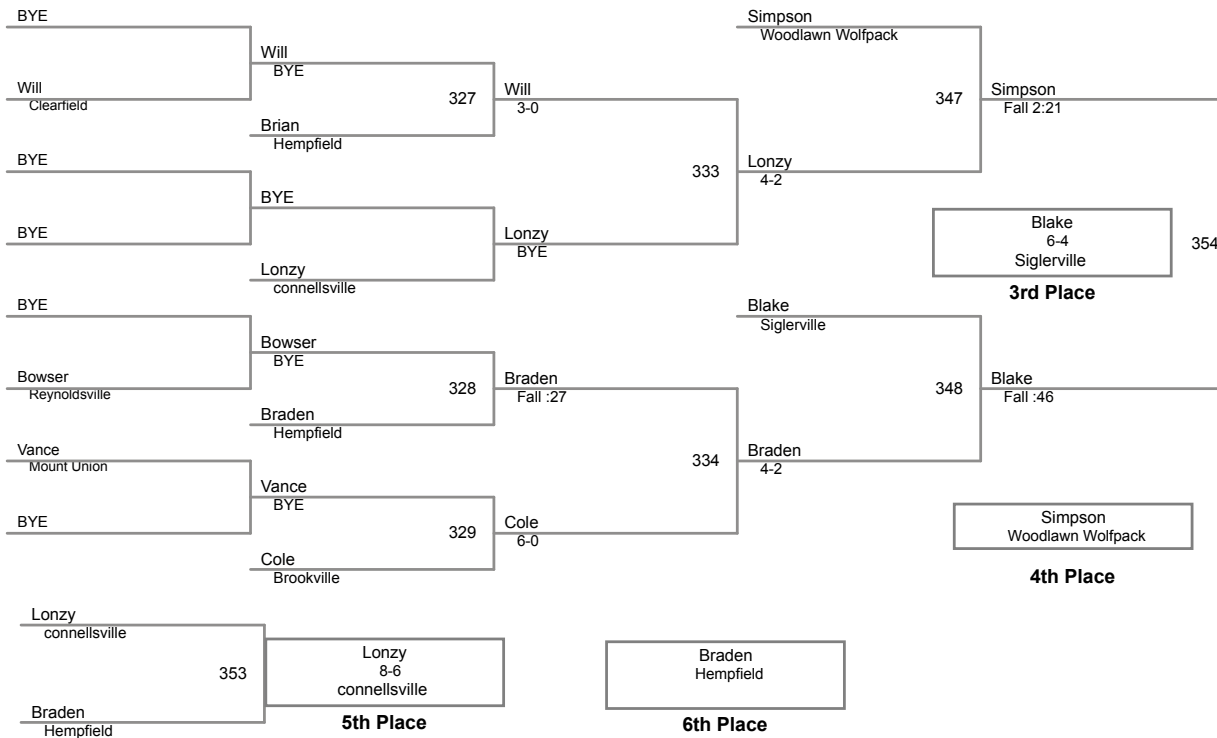 BYE
Will
Clearfield
BYE
BYE
BYE
Bowser
Reynoldsville
Vance
Mount Union
BYE
Will
BYE
327
Brian
Hempfield
BYE
Lonzy
connellsville
Bowser
BYE
328
Braden
Hempfield
Vance
BYE
329
Cole
Brookville
Will
3-0
333
Lonzy
BYE
Braden
Fall :27
334
Cole
6-0
Simpson
Woodlawn Wolfpack
347
Lonzy
4-2
Blake
Siglerville
348
Braden
4-2
Simpson
Fall 2:21
Blake
6-4
Siglerville
354
3rd Place
Blake
Fall :46
Simpson
Woodlawn Wolfpack
4th Place
Lonzy
connellsville
353
Braden
Hempfield
Lonzy
8-6
connellsville
5th Place
Braden
Hempfield
6th Place